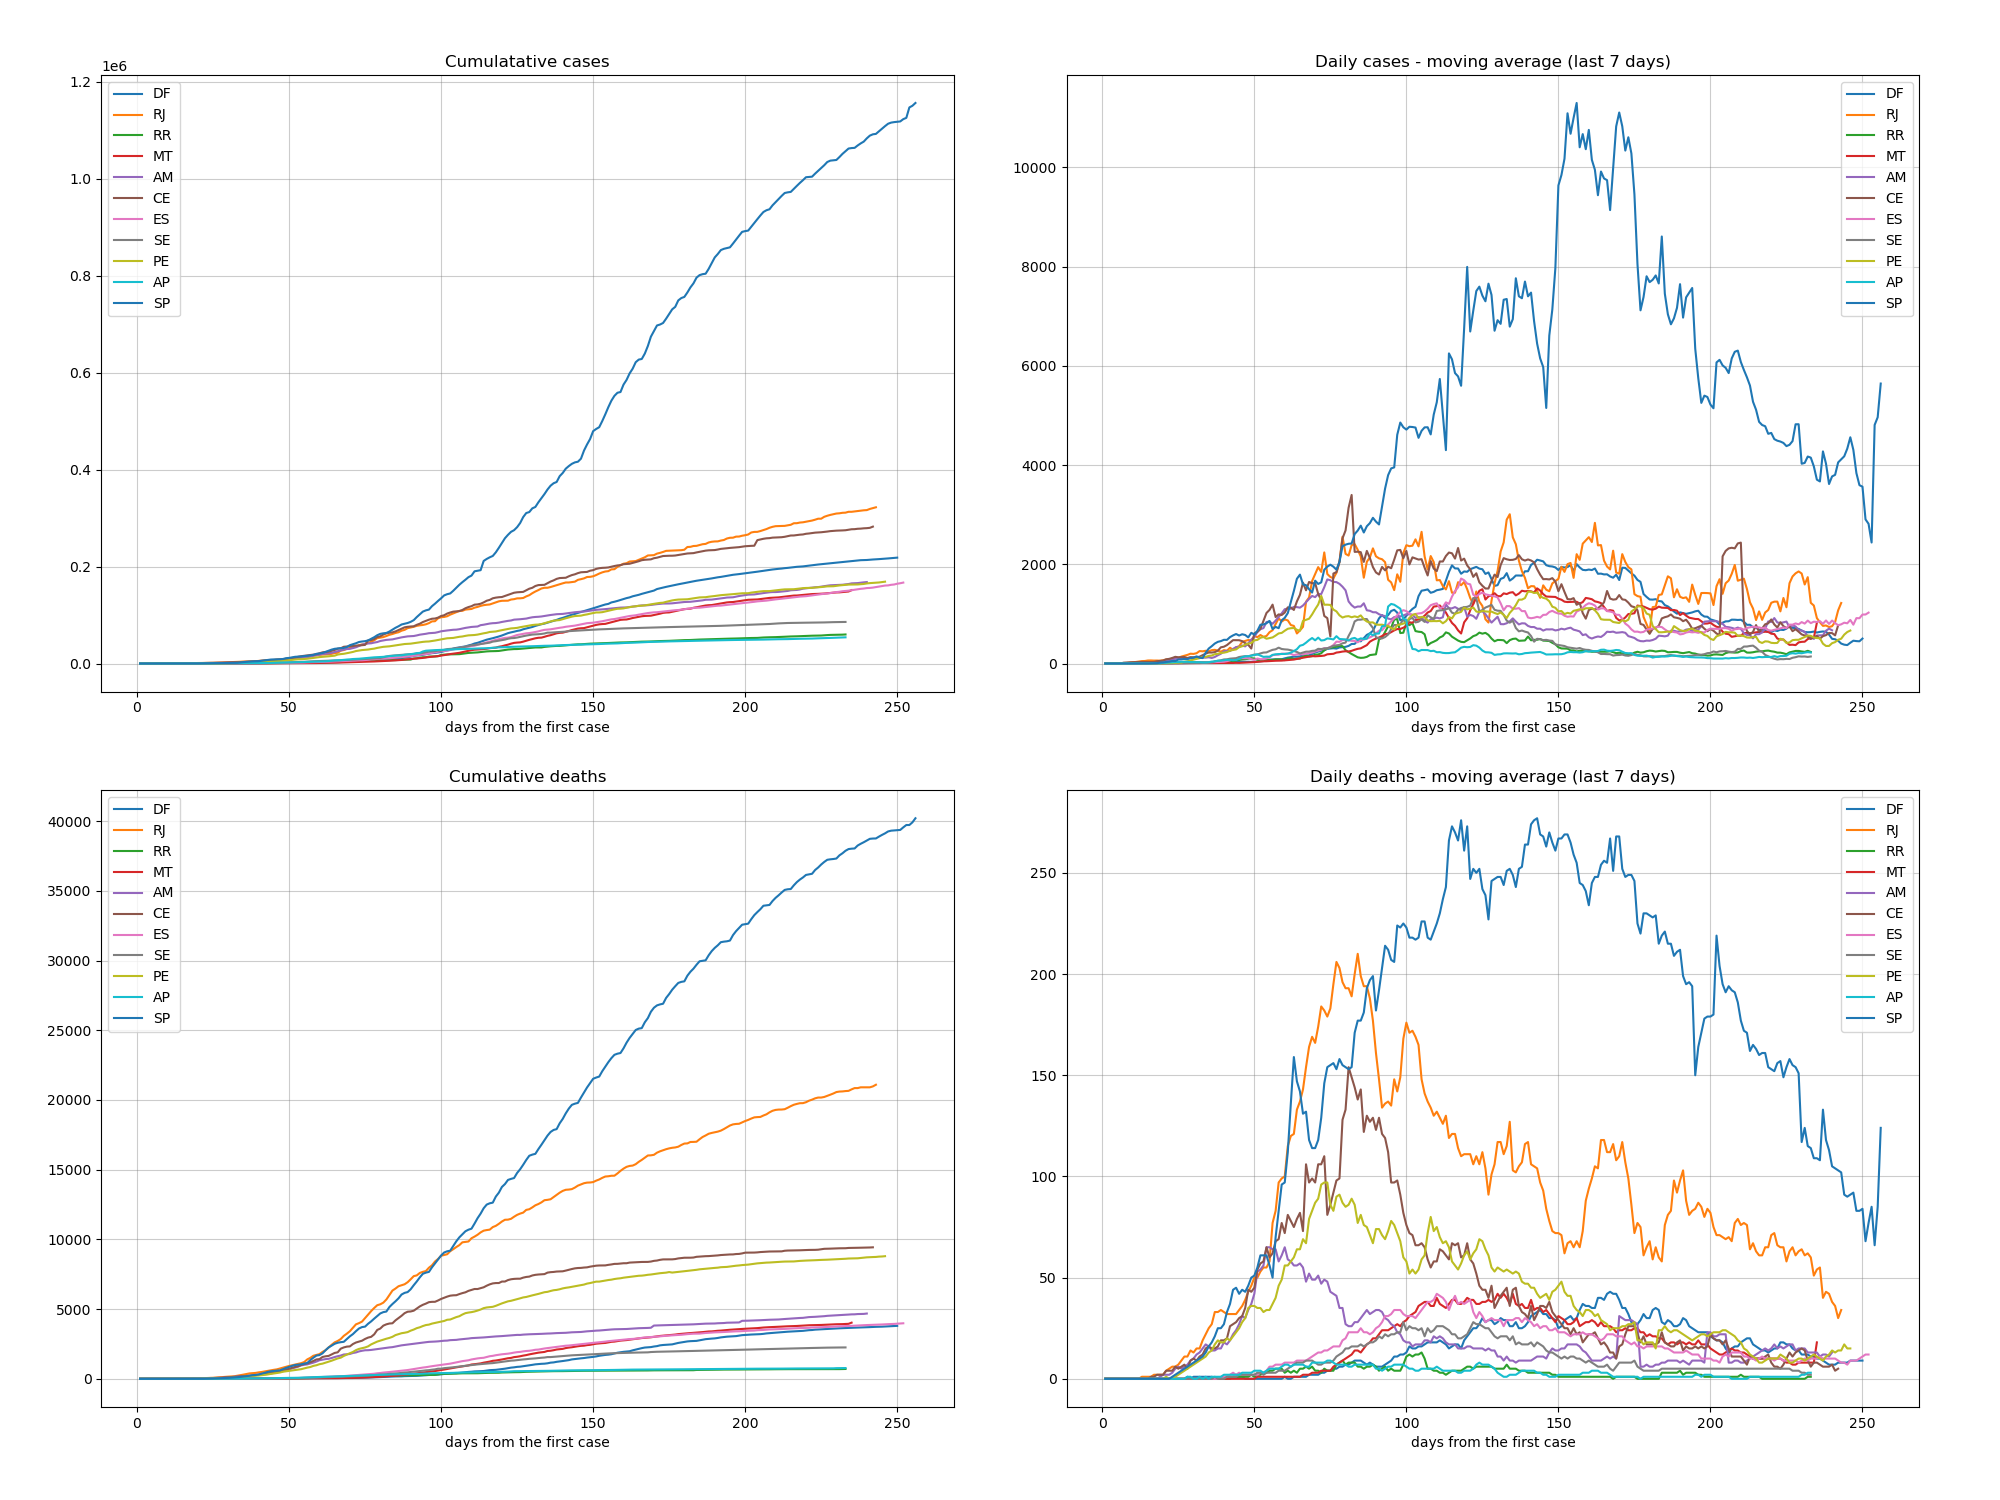 Cumulatative cases
1e6
1.2
1.0
0.8
0.6
0.4
0.2
0.0
DF
RJ
RR
MT
AM
CE
ES
SE
PE
AP
SP
0
50
100
150
200
250
days from the first case
Daily cases - moving average (last 7 days)
10000
8000
6000
4000
2000
0
DF
RJ
RR
MT
AM
CE
ES
SE
PE
AP
SP
0
50
100
150
200
250
days from the first case
Cumulative deaths
40000
35000
30000
25000
20000
15000
10000
5000
0
DF
RJ
RR
MT
AM
CE
ES
SE
PE
AP
SP
0
50
100
150
200
250
days from the first case
Daily deaths - moving average (last 7 days)
250
200
150
100
50
0
DF
RJ
RR
MT
AM
CE
ES
SE
PE
AP
SP
0
50
100
150
200
250
days from the first case